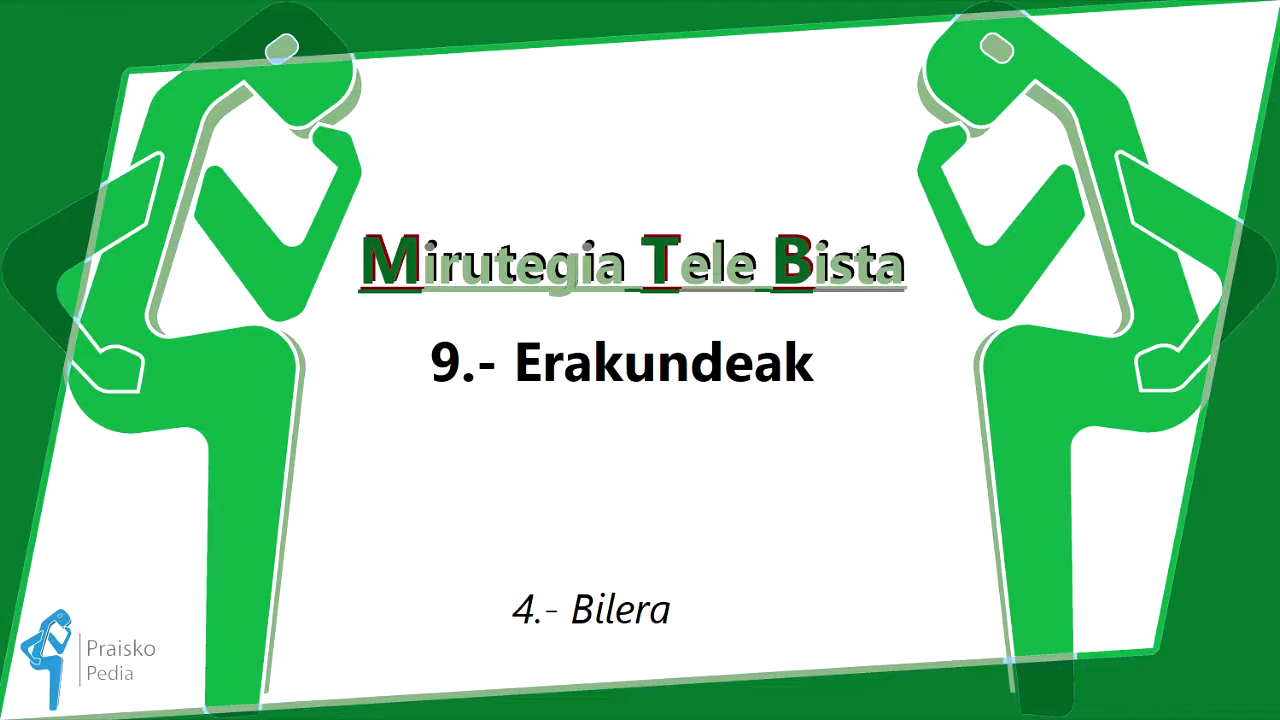 Mirutegia Tele Bista
9.- Erakundeak
4.- Bilera
Praisko
Pedia